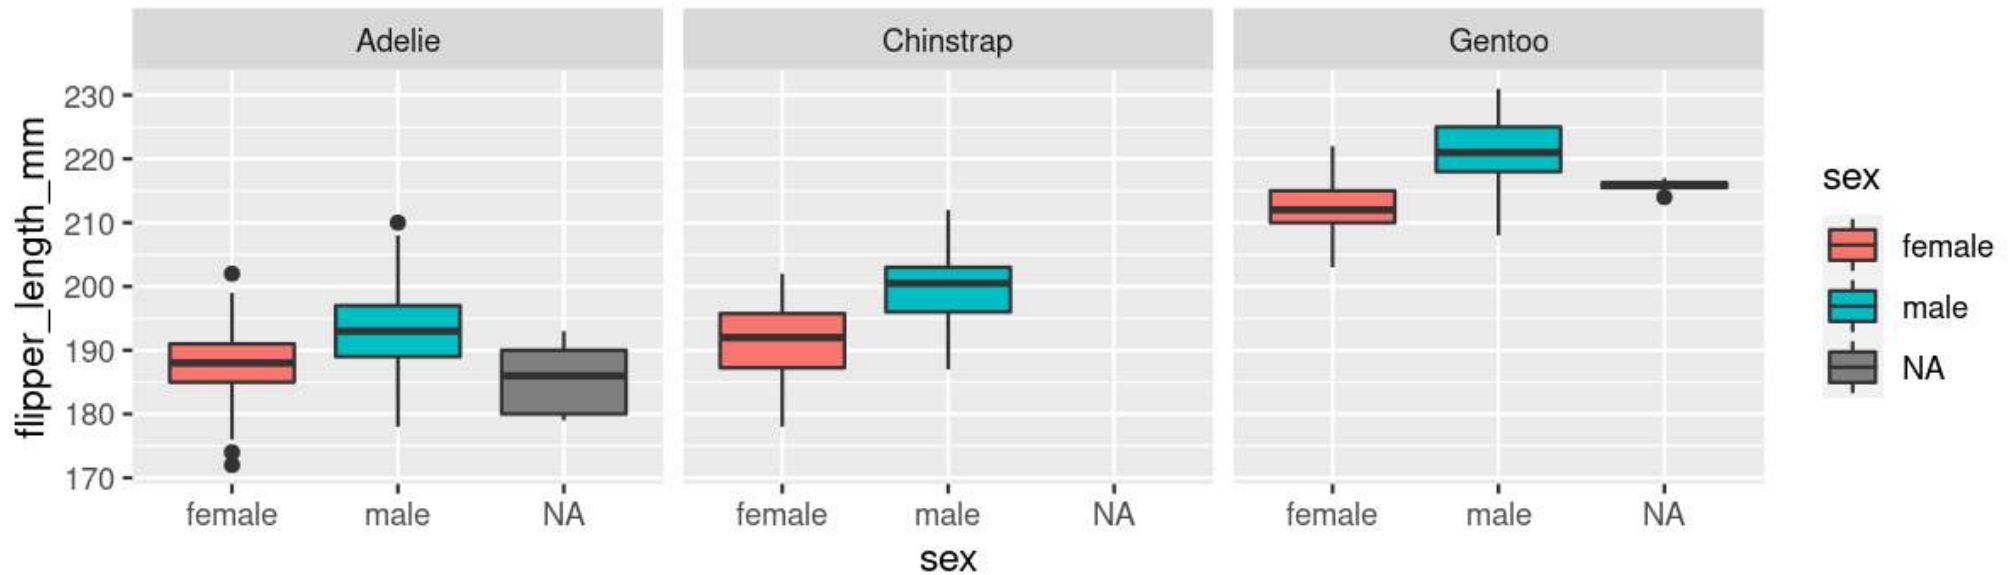 Adelie
Chinstrap
Gentoo
flipper_length_mm
230
220
210
200
190
180
170
female male NA
female male NA
female male NA
sex
sex
female
male
NA